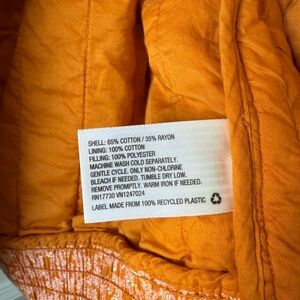 SHELL: 65% COTTON / 35% RAYON
LINING: 100% COTTON
FILLING: 100% POLYESTER
MACHINE WASH COLD SEPARATELY.
GENTLE CYCLE. ONLY NON-CHLORINE
BLEACH IF NEEDED. TUMBLE DRY LOW.
REMOVE PROMPTLY. WARM IRON IF NEEDED.
RN17730 VN1247024
LABEL MADE FROM 100% RECYCLED PLASTIC